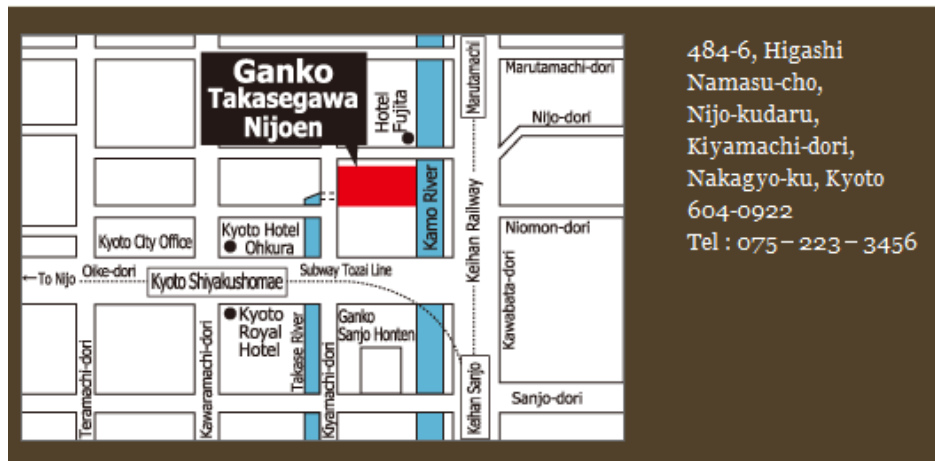 Ganko
Takasegawa
Nijoen
Hotel
Fujita
Marutamachi
Marutamachi-dori
Nijo-dori
Kamo River
Keihan Railway
Kyoto City Office
Kyoto Hotel
Ohkura
Niomon-dori
Kawabata-dori
←To Nijo
Oike-dori
Kyoto Shiyakushomae
Subway Tozai Line
Kyoto
Royal
Hotel
Takase River
Ganko
Sanjo Honten
Teramachi-dori
Kawaramachi-dori
Kiyamachi-dori
Keihan Sanjo
Sanjo-dori
484-6, Higashi
Namasu-cho,
Nijo-kudaru,
Kiyamachi-dori,
Nakagyo-ku, Kyoto
604-0922
Tel : 075－223－3456